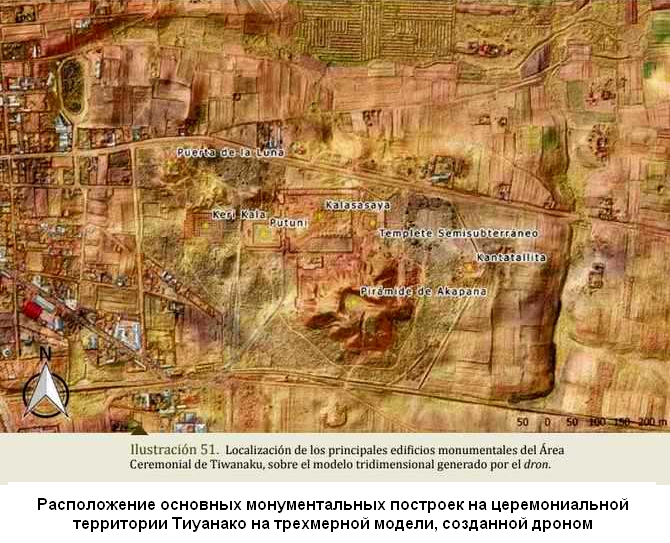 Puerta de la Luna
Kalasasaya
Keri Kala
Putuni
Templete Semisubterráneo
Kantatallita
Pirámide de Akapana
N
50 0 50 100 150 200 m
Ilustración 51. Localización de los principales edificios monumentales del Área
Ceremonial de Tiwanaku, sobre el modelo tridimensional generado por el dron.
Расположение основных монументальных построек на церемониальной
территории Тиуанако на трехмерной модели, созданной дроном